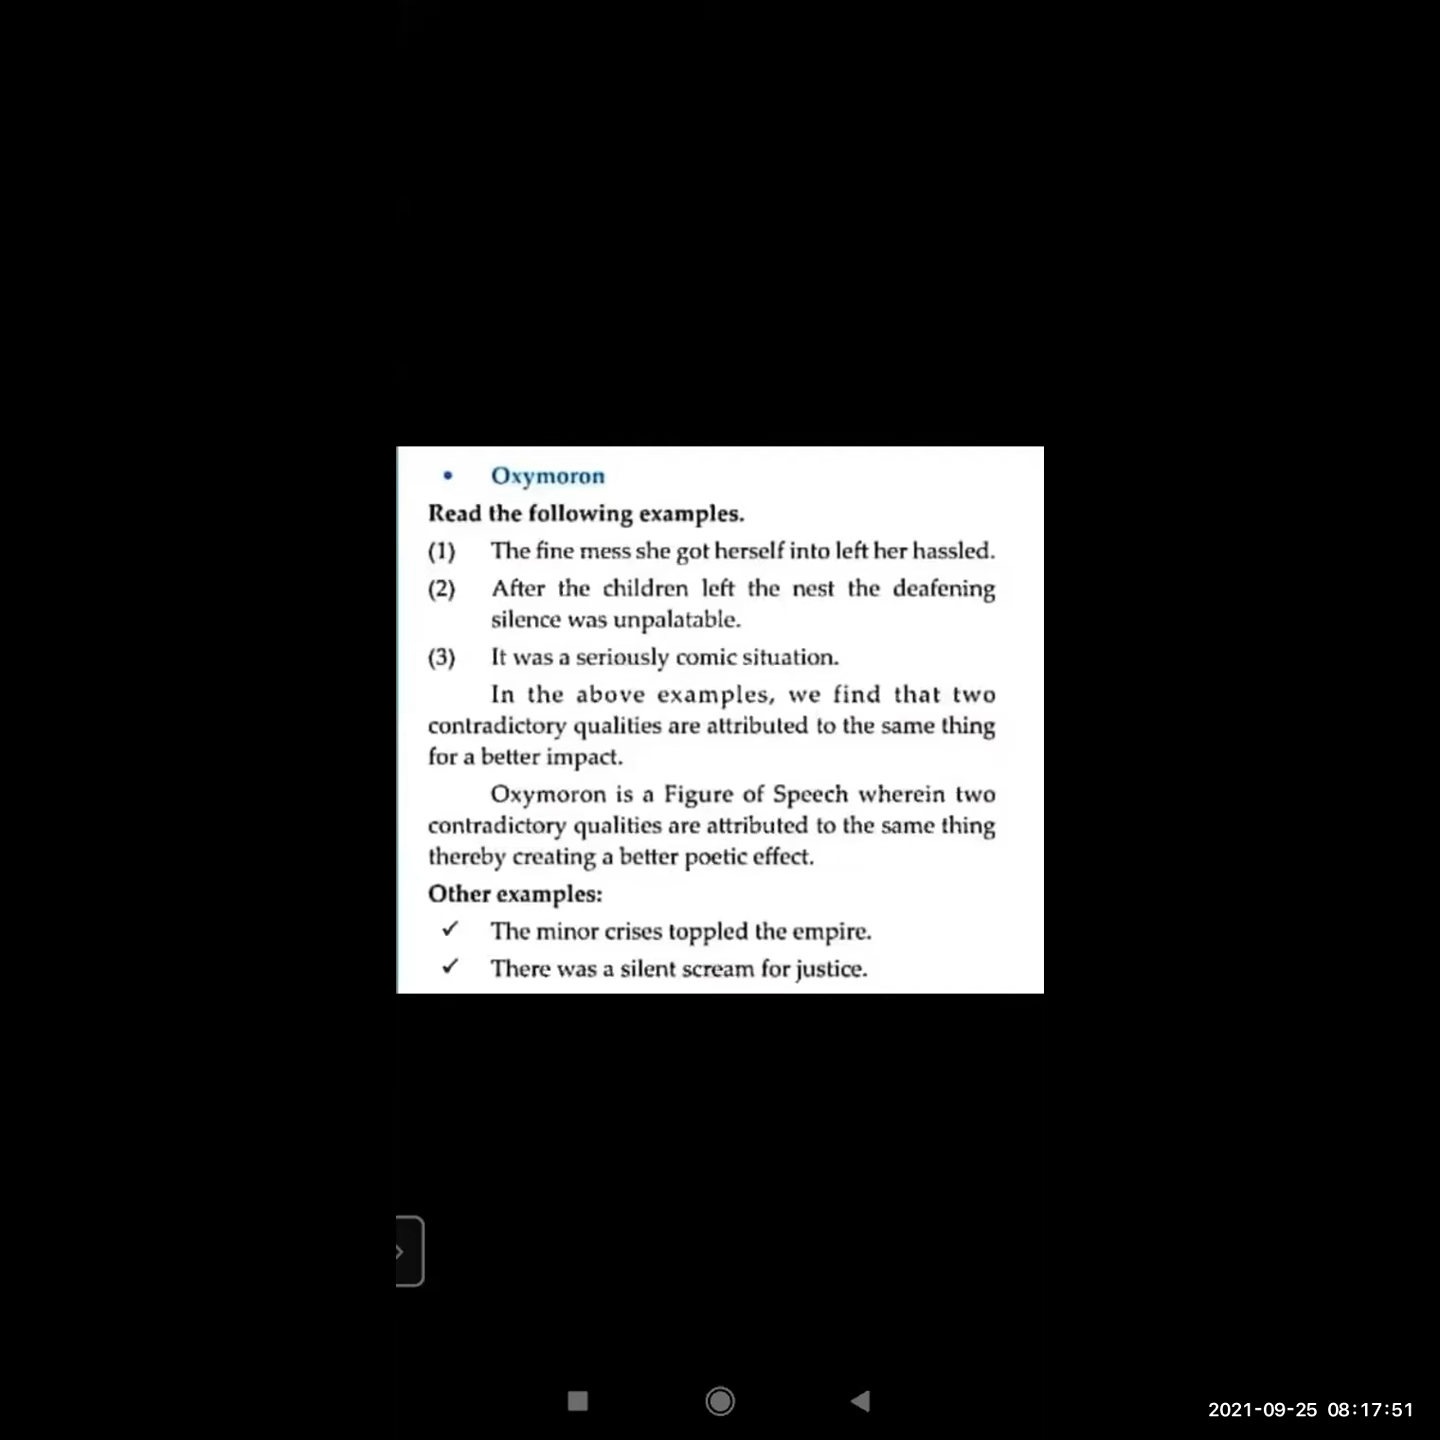 • Oxymoron
Read the following examples.
(1) The fine mess she got herself into left her hassled.
(2) After the children left the nest the deafening
silence was unpalatable.
(3) It was a seriously comic situation.
In the above examples, we find that two
contradictory qualities are attributed to the same thing
for a better impact.
Oxymoron is a Figure of Speech wherein two
contradictory qualities are attributed to the same thing
thereby creating a better poetic effect.
Other examples:
✓ The minor crises toppled the empire.
✓ There was a silent scream for justice.
2021-09-25 08:17:51